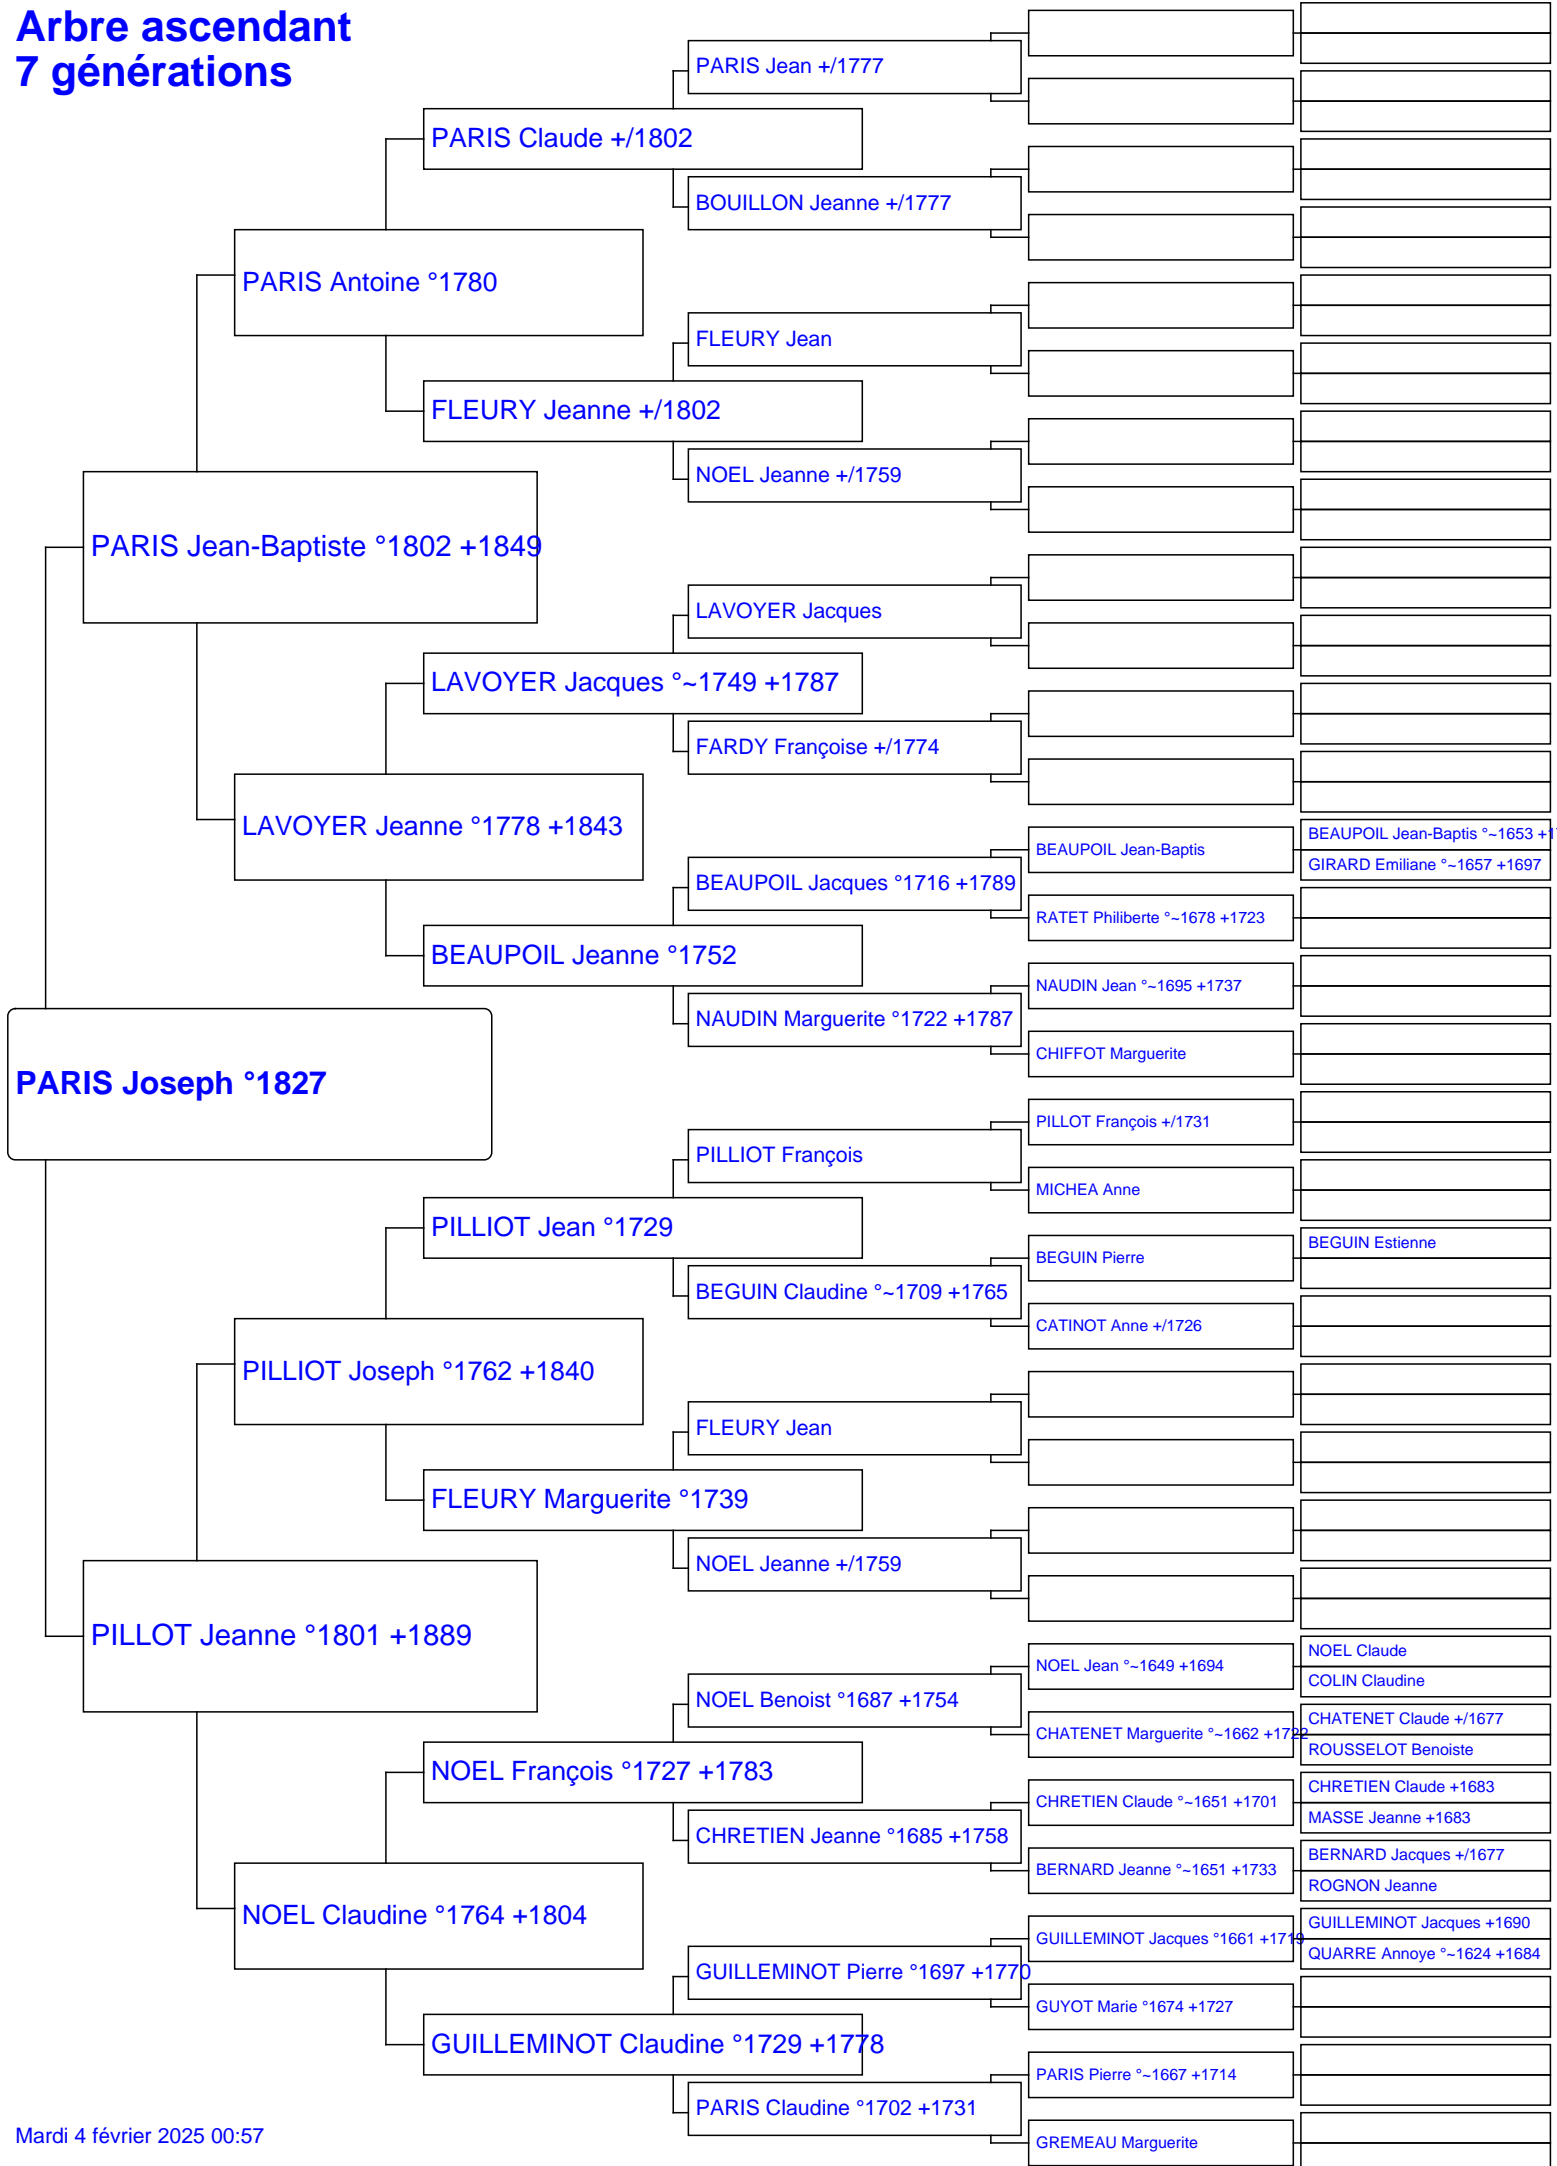 Arbre ascendant
7 générations
PARIS Jean +/1777
PARIS Claude +/1802
BOUILLON Jeanne +/1777
PARIS Antoine °1780
FLEURY Jean
FLEURY Jeanne +/1802
NOEL Jeanne +/1759
PARIS Jean-Baptiste °1802 +1849
LAVOYER Jacques
LAVOYER Jacques °~1749 +1787
FARDY Françoise +/1774
LAVOYER Jeanne °1778 +1843
BEAUPOIL Jean-Baptis °~1653 +1
BEAUPOIL Jean-Baptis
GIRARD Emiliane °~1657 +1697
BEAUPOIL Jacques °1716 +1789
RATET Philiberte °~1678 +1723
BEAUPOIL Jeanne °1752
NAUDIN Jean °~1695 +1737
NAUDIN Marguerite °1722 +1787
CHIFFOT Marguerite
PARIS Joseph °1827
PILLOT François +/1731
PILLIOT François
MICHEA Anne
PILLIOT Jean °1729
BEGUIN Estienne
BEGUIN Pierre
BEGUIN Claudine °~1709 +1765
CATINOT Anne +/1726
PILLIOT Joseph °1762 +1840
FLEURY Jean
FLEURY Marguerite °1739
NOEL Jeanne +/1759
PILLOT Jeanne °1801 +1889
NOEL Claude
NOEL Jean °~1649 +1694
COLIN Claudine
NOEL Benoist °1687 +1754
CHATENET Claude +/1677
CHATENET Marguerite °~1662 +1722
ROUSSELOT Benoiste
NOEL François °1727 +1783
CHRETIEN Claude +1683
CHRETIEN Claude °~1651 +1701
MASSE Jeanne +1683
CHRETIEN Jeanne °1685 +1758
BERNARD Jacques +/1677
BERNARD Jeanne °~1651 +1733
ROGNON Jeanne
NOEL Claudine °1764 +1804
GUILLEMINOT Jacques +1690
GUILLEMINOT Jacques °1661 +1719
QUARRE Annoye °~1624 +1684
GUILLEMINOT Pierre °1697 +1770
GUYOT Marie °1674 +1727
GUILLEMINOT Claudine °1729 +1778
PARIS Pierre °~1667 +1714
PARIS Claudine °1702 +1731
GREMEAU Marguerite
Mardi 4 février 2025 00:57